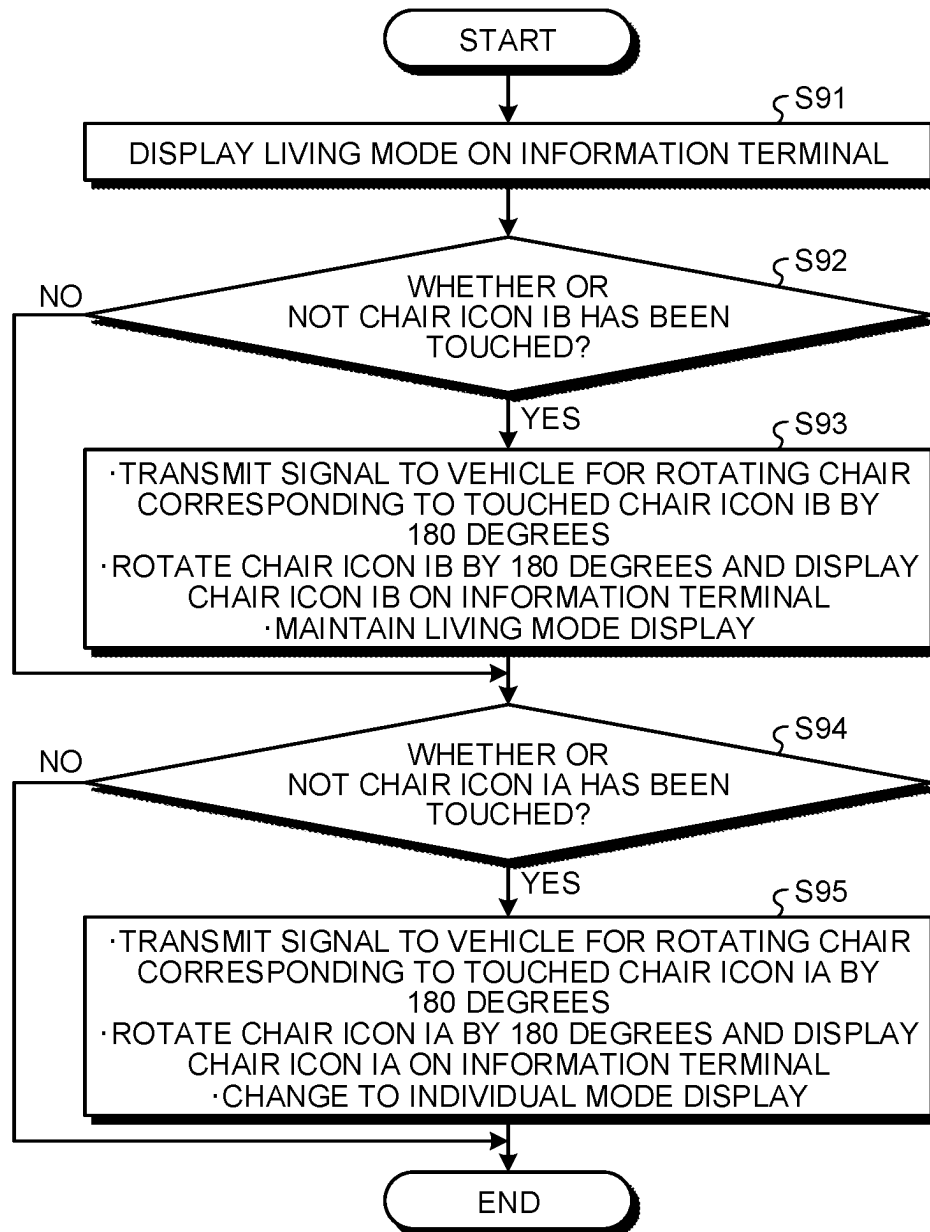 START
S91
DISPLAY LIVING MODE ON INFORMATION TERMINAL
S92
NO
WHETHER OR
NOT CHAIR ICON IB HAS BEEN
TOUCHED?
YES
S93
·TRANSMIT SIGNAL TO VEHICLE FOR ROTATING CHAIR
CORRESPONDING TO TOUCHED CHAIR ICON IB BY
180 DEGREES
·ROTATE CHAIR ICON IB BY 180 DEGREES AND DISPLAY
CHAIR ICON IB ON INFORMATION TERMINAL
·MAINTAIN LIVING MODE DISPLAY
S94
NO
WHETHER OR
NOT CHAIR ICON IA HAS BEEN
TOUCHED?
YES
S95
·TRANSMIT SIGNAL TO VEHICLE FOR ROTATING CHAIR
CORRESPONDING TO TOUCHED CHAIR ICON IA BY
180 DEGREES
·ROTATE CHAIR ICON IA BY 180 DEGREES AND DISPLAY
CHAIR ICON IA ON INFORMATION TERMINAL
·CHANGE TO INDIVIDUAL MODE DISPLAY
END